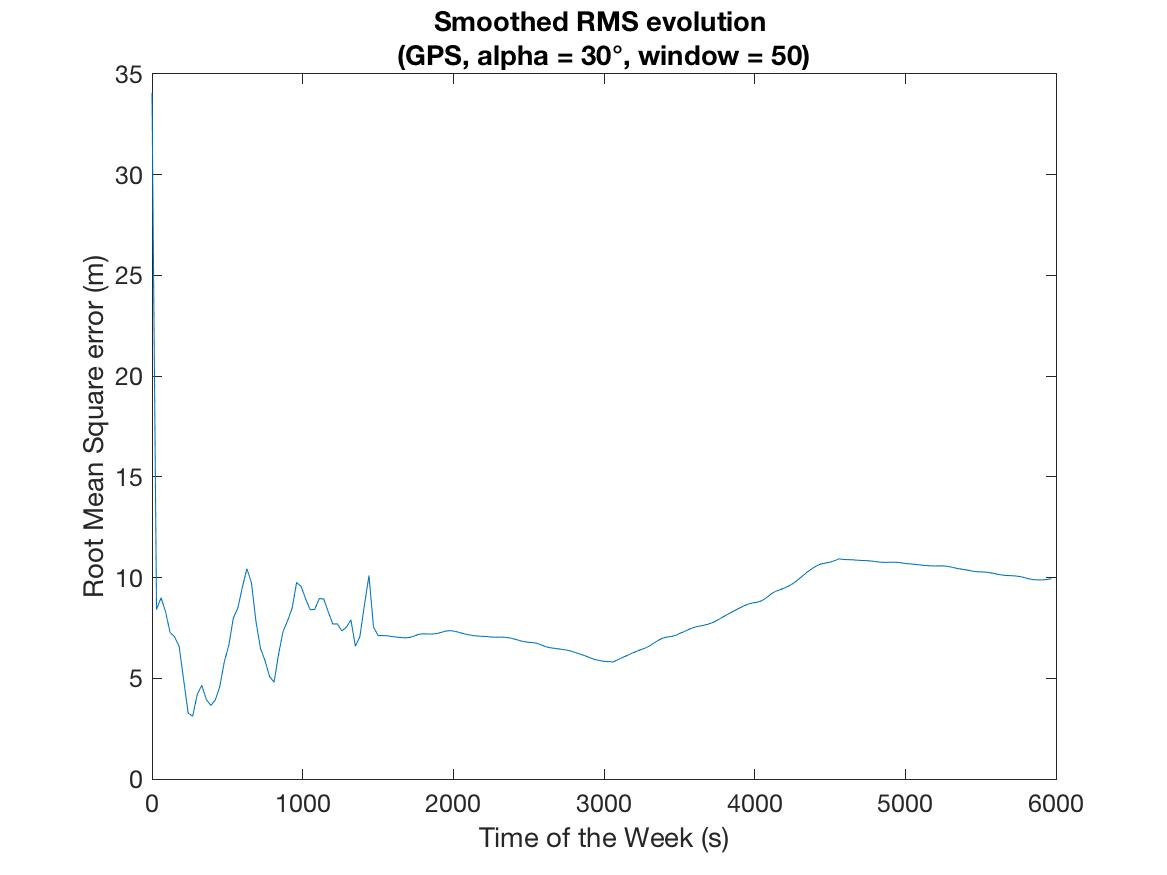 Smoothed RMS evolution
(GPS, alpha = 30°, window = 50)
35
30
25
20
15
10
5
0
Root Mean Square error (m)
0 1000 2000 3000 4000 5000 6000
Time of the Week (s)